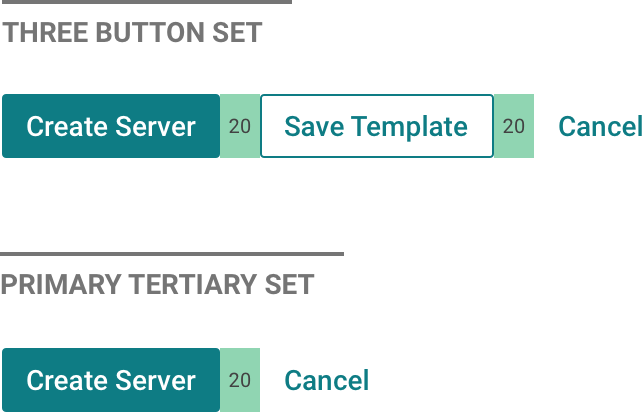 THREE BUTTON SET
Create Server 20 Save Template 20 Cancel
PRIMARY TERTIARY SET
Create Server 20 Cancel